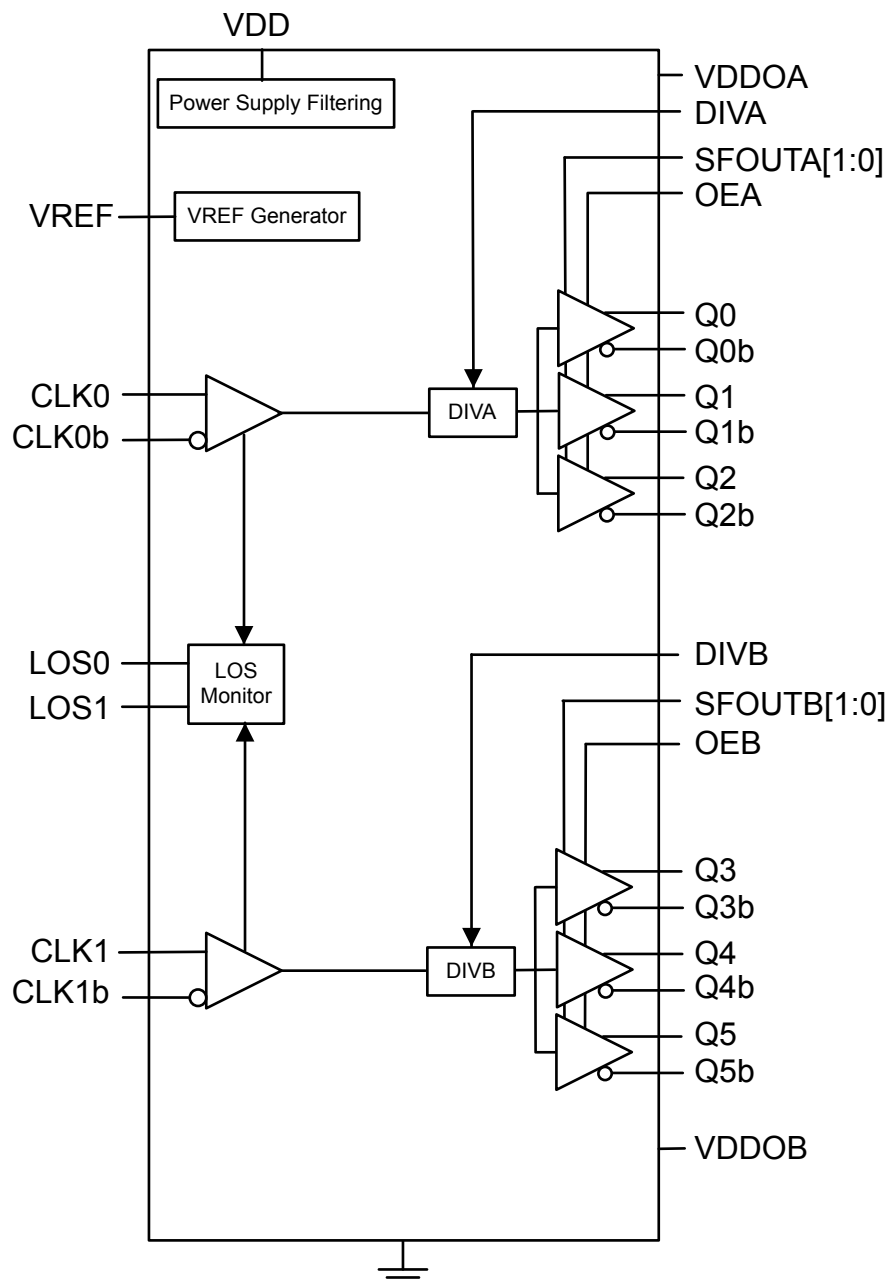 VDD
Power Supply Filtering
VDDOA
DIVA
SFOUTA[1:0]
OEA
VREF
VREF Generator
Q0
Q0b
CLK0
CLK0b
DIVA
Q1
Q1b
Q2
Q2b
LOS0
LOS1
LOS
Monitor
DIVB
SFOUTB[1:0]
OEB
Q3
Q3b
CLK1
CLK1b
DIVB
Q4
Q4b
Q5
Q5b
VDDOB